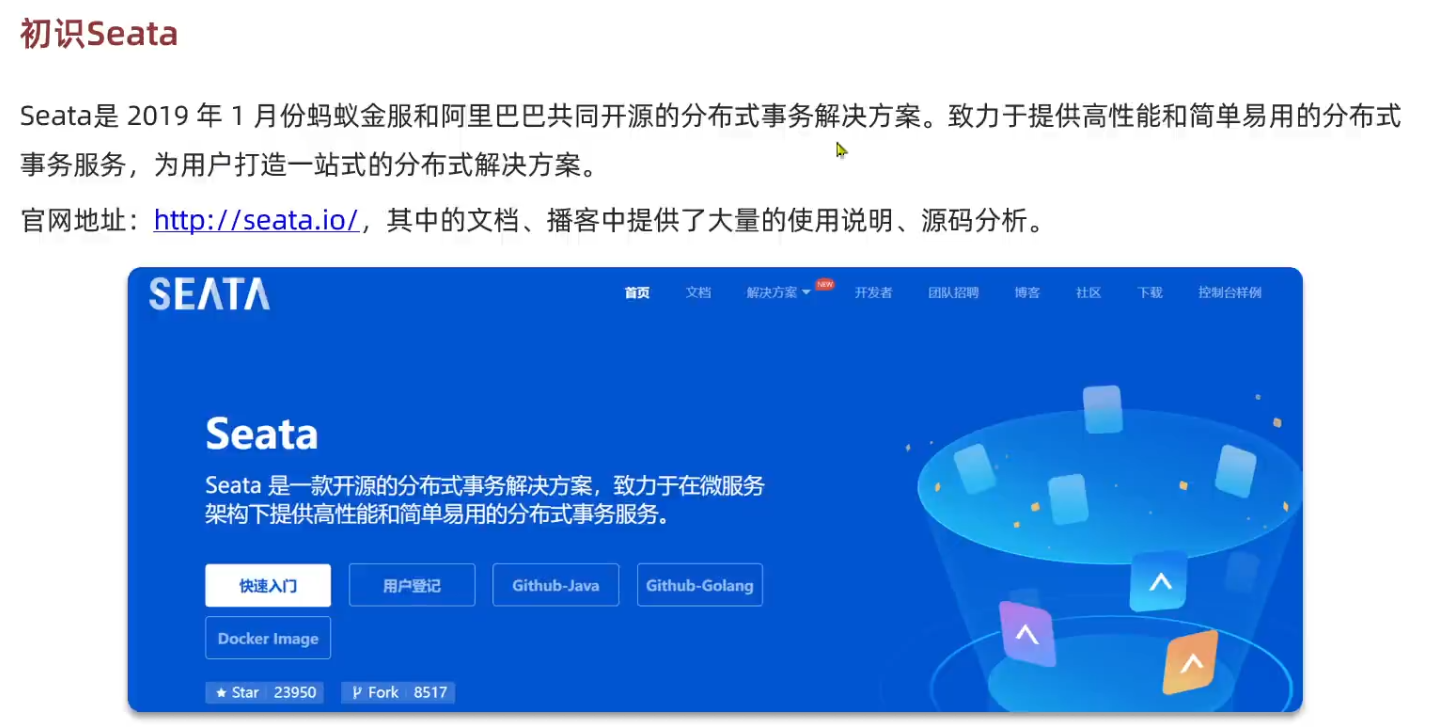 初识Seata
Seata是 2019 年 1 月份蚂蚁金服和阿里巴巴共同开源的分布式事务解决方案。致力于提供高性能和简单易用的分布式
事务服务，为用户打造一站式的分布式解决方案。
官网地址：http://seata.io/，其中的文档、播客中提供了大量的使用说明、源码分析。
SEATA 首页 文档 解决方案 NEW 开发者 团队招聘 博客 社区 下载 控制台样例
Seata
Seata 是一款开源的分布式事务解决方案，致力于在微服务
架构下提供高性能和简单易用的分布式事务服务。
快速入门 用户登记 Github-Java Github-Golang
Docker Image
Star 23950 Fork 8517